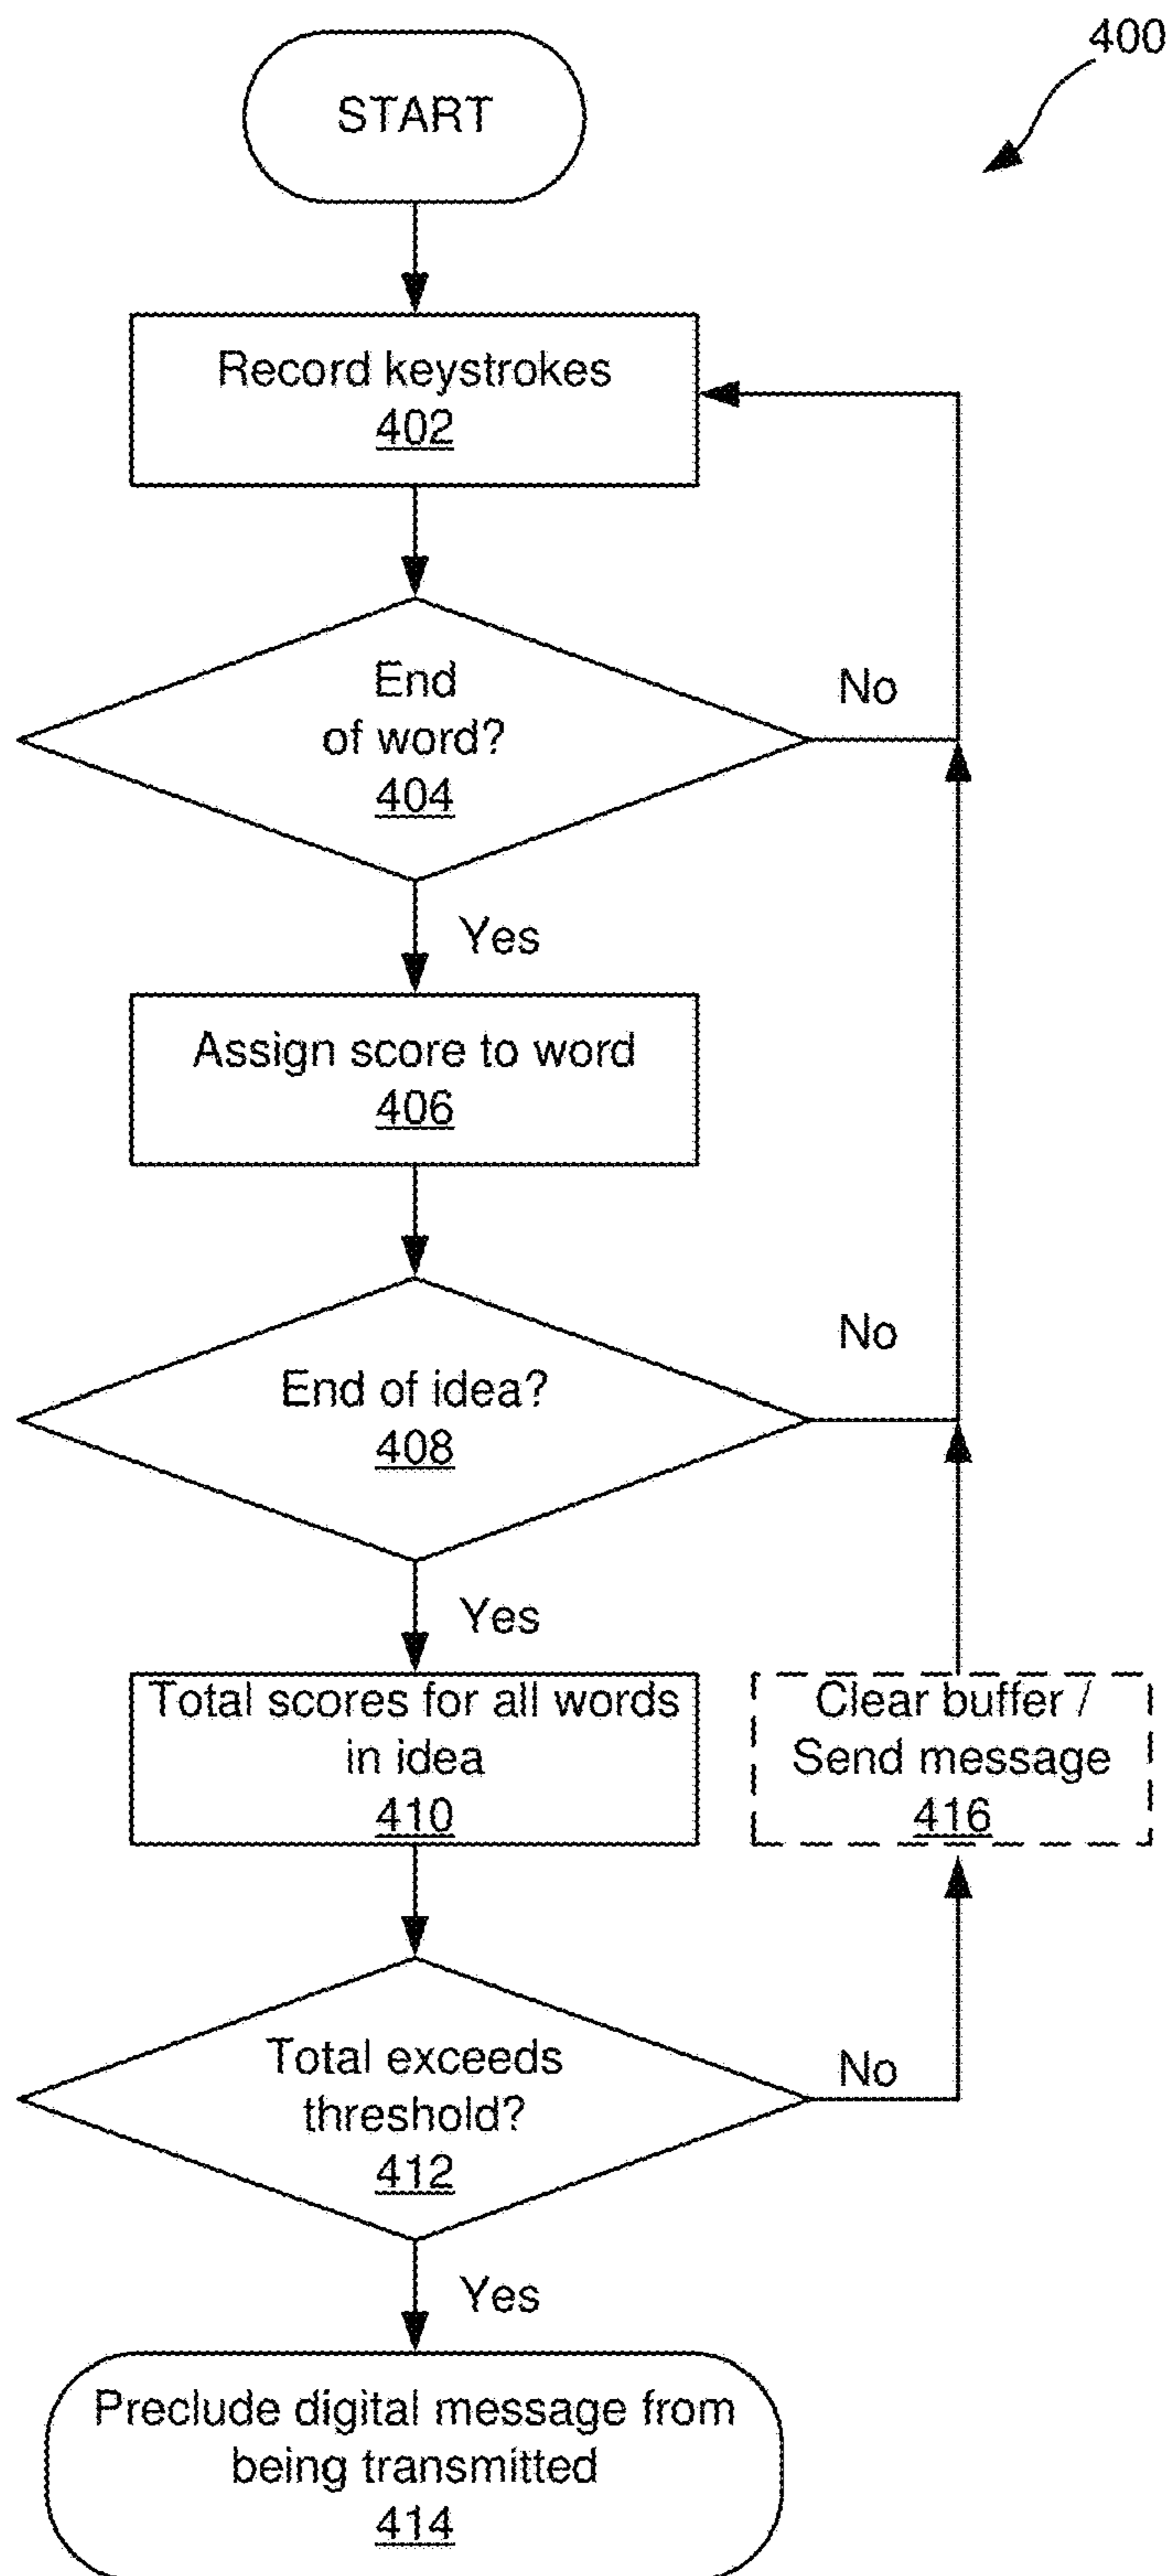 400
START
Record keystrokes
402
End
of word?
404
No
Yes
Assign score to word
406
End of idea?
408
No
Yes
Total scores for all words
in idea
410
Clear buffer /
Send message
416
Total exceeds
threshold?
412
No
Yes
Preclude digital message from
being transmitted
414